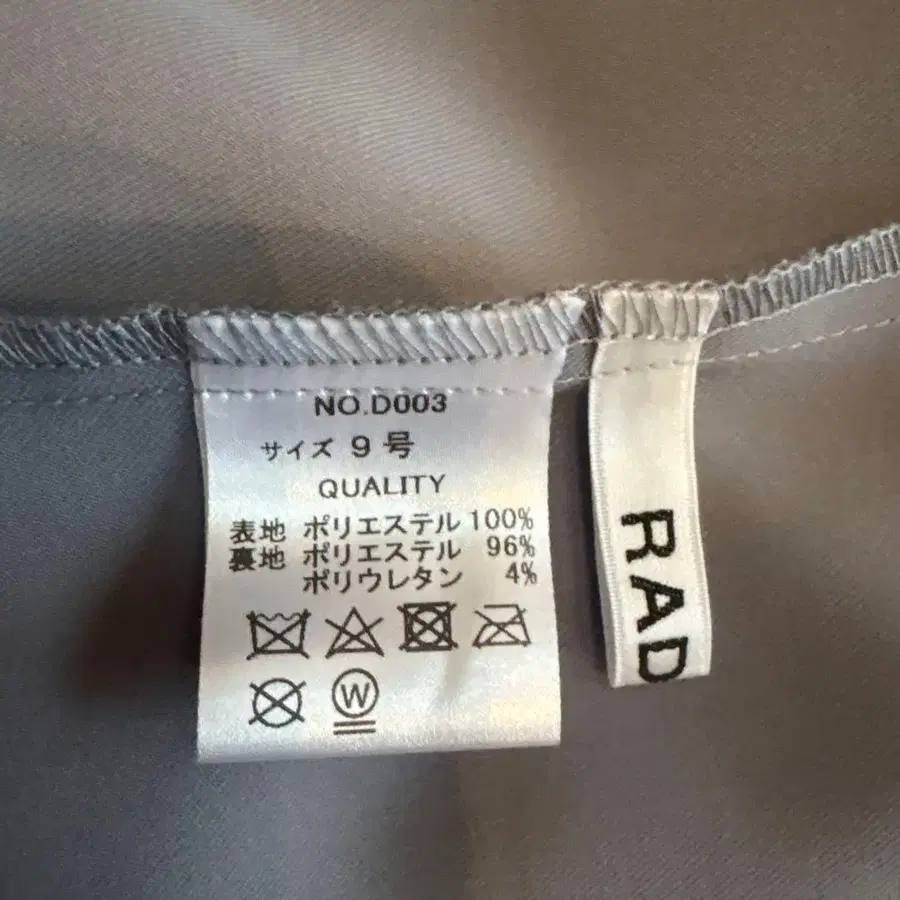 NO.D003
サイズ 9 号
QUALITY
表地 ポリエステル 100%
裏地 ポリエステル 96%
ポリウレタン 4%
W
RAD